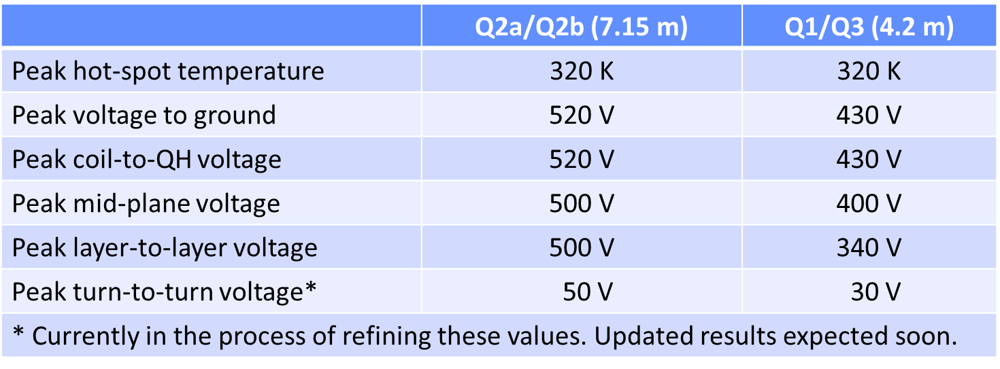 Q2a/Q2b (7.15 m) Q1/Q3 (4.2 m)
Peak hot-spot temperature 320 K 320 K
Peak voltage to ground 520 V 430 V
Peak coil-to-QH voltage 520 V 430 V
Peak mid-plane voltage 500 V 400 V
Peak layer-to-layer voltage 500 V 340 V
Peak turn-to-turn voltage* 50 V 30 V
* Currently in the process of refining these values. Updated results expected soon.